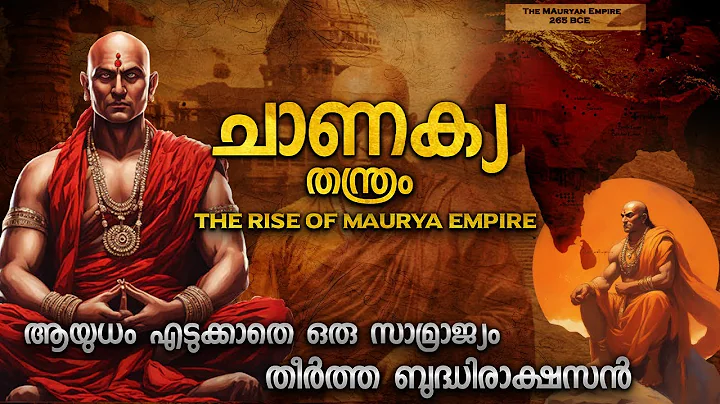 The Mauryan Empire
265 BCE
ചാണക്യ
തന്ത്രം
THE RISE OF MAURYA EMPIRE
ആയുധം എടുക്കാതെ ഒരു സാമ്രാജ്യം
തീർത്ത ബുദ്ധിരാക്ഷസൻ